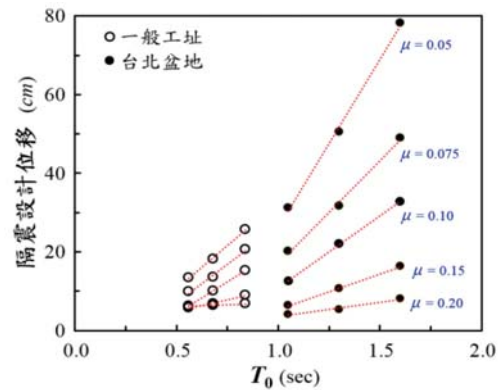 80
60
40
20
0
隔震設計位移 (cm)
一般工址
台北盆地
μ = 0.05
μ = 0.075
μ = 0.10
μ = 0.15
μ = 0.20
0.0 0.5 1.0 1.5 2.0
T0 (sec)